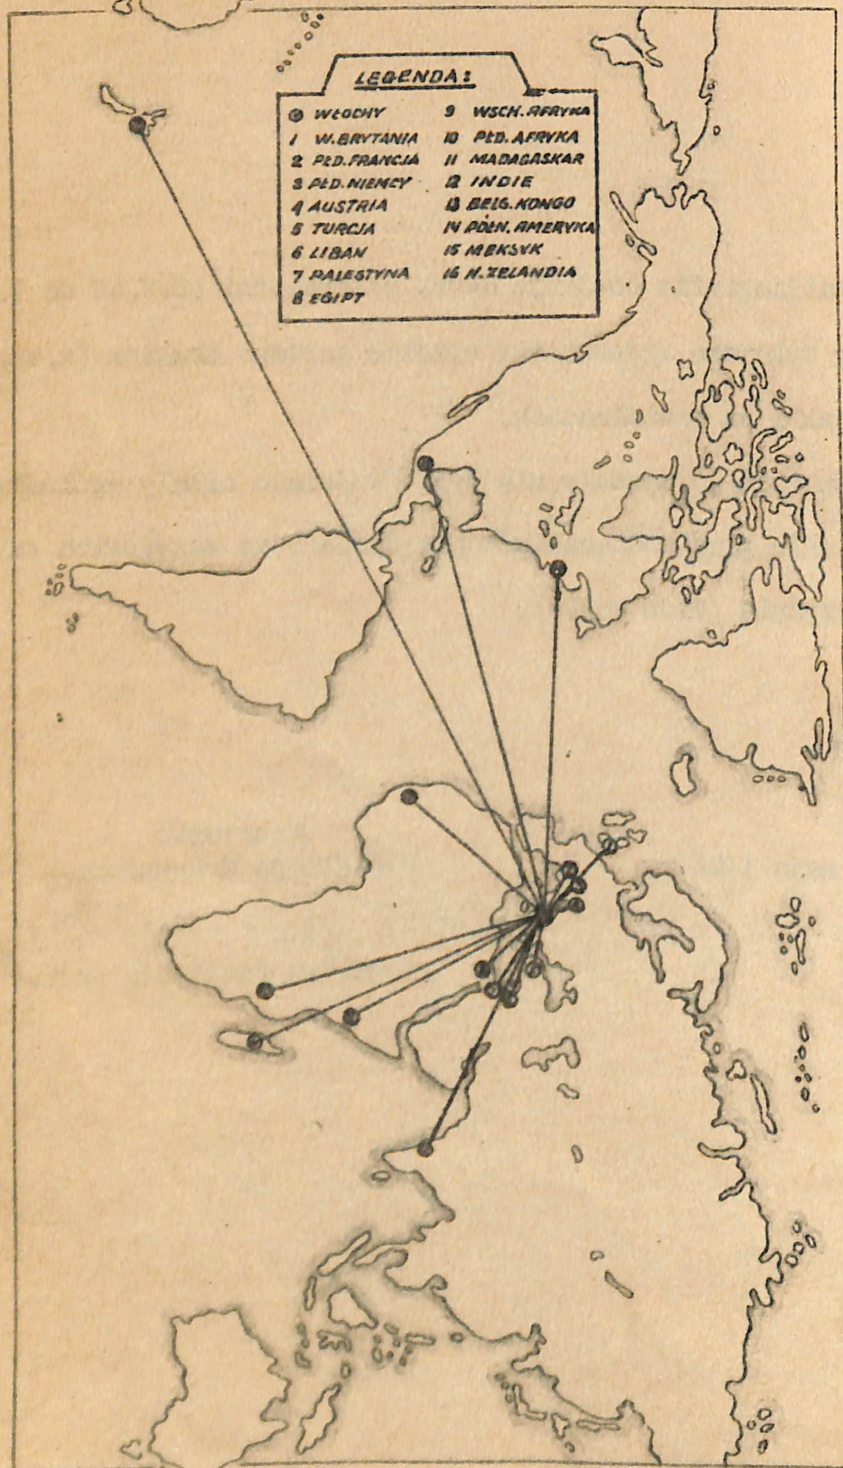 LEGENDA:
WŁOCHY
1 W.BRYTANIA
2 PŁD.FRANCJA
3 PŁD.NIEMCY
4 AUSTRIA
5 TURCJA
6 LIBAN
7 PALESTYNA
8 EGIPT
9 WSCH.AFRYKA
10 PŁD.AFRYKA
11 MADAGASKAR
12 INDIE
13 BELG.KONGO
14 PÓŁN.AMERYKA
15 MEKSYK
16 N.ZELANDIA